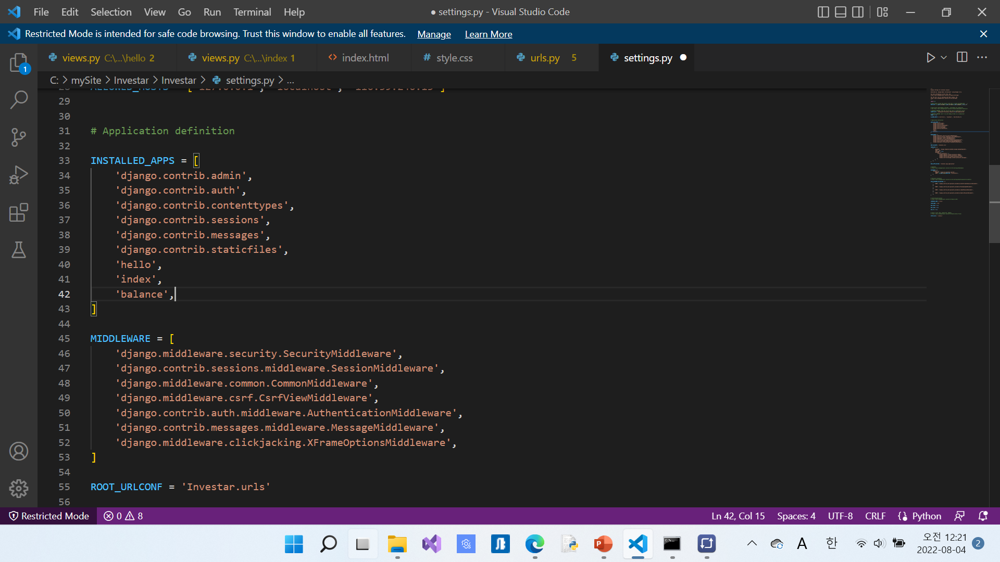 File Edit Selection View Go Run Terminal Help
● settings.py - Visual Studio Code
Restricted Mode is intended for safe code browsing. Trust this window to enable all features. Manage Learn More
views.py C:\...\hello 2
views.py C:\...\index 1
index.html
style.css
urls.py 5
settings.py
C: > mySite > Investar > Investar > settings.py > ...
29
30
31 # Application definition
32
33 INSTALLED_APPS = [
34 'django.contrib.admin',
35 'django.contrib.auth',
36 'django.contrib.contenttypes',
37 'django.contrib.sessions',
38 'django.contrib.messages',
39 'django.contrib.staticfiles',
40 'hello',
41 'index',
42 'balance',
43 ]
44
45 MIDDLEWARE = [
46 'django.middleware.security.SecurityMiddleware',
47 'django.contrib.sessions.middleware.SessionMiddleware',
48 'django.middleware.common.CommonMiddleware',
49 'django.middleware.csrf.CsrfViewMiddleware',
50 'django.contrib.auth.middleware.AuthenticationMiddleware',
51 'django.contrib.messages.middleware.MessageMiddleware',
52 'django.middleware.clickjacking.XFrameOptionsMiddleware',
53 ]
54
55 ROOT_URLCONF = 'Investar.urls'
56
1
Restricted Mode 0 8 Ln 42, Col 15 Spaces: 4 UTF-8 CRLF Python
A 한 오전 12:21
2022-08-04 2